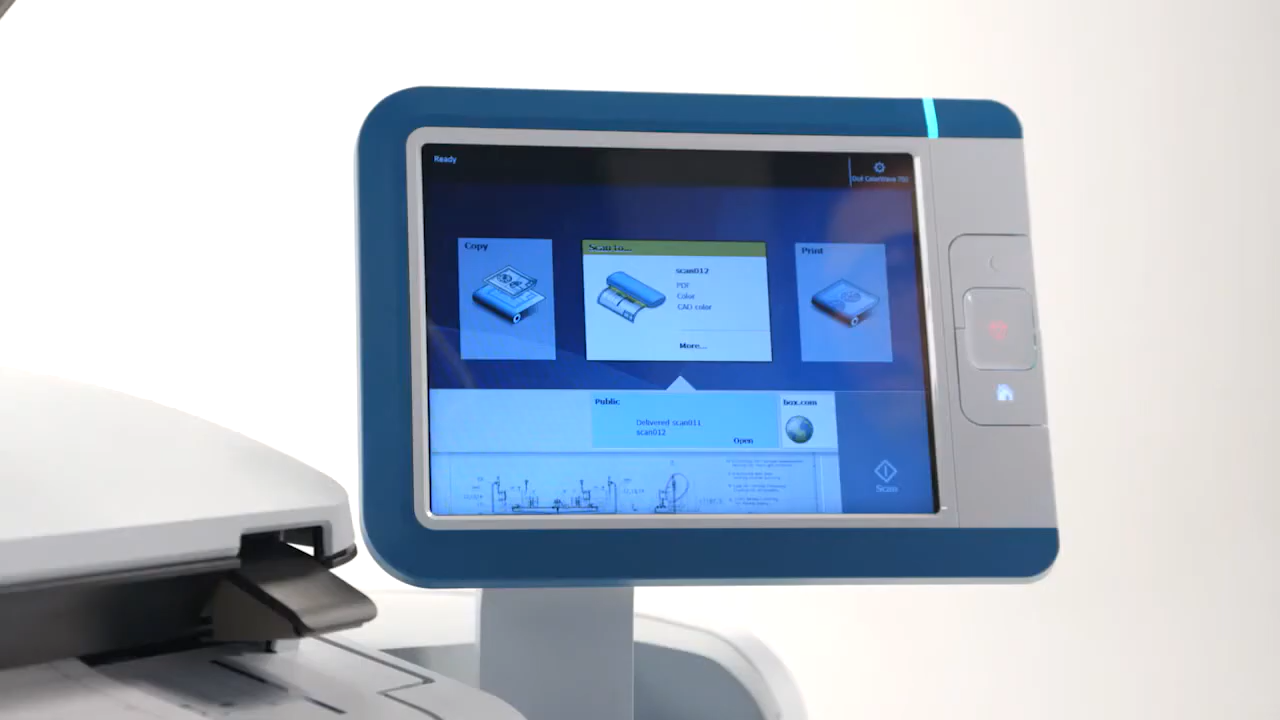 Ready
Océ ColorWave 700
Copy
Scan to...
Print
scan012
PDF
Color
CAD color
More...
Public
box.com
Delivered scan011
scan012
Open
Scan